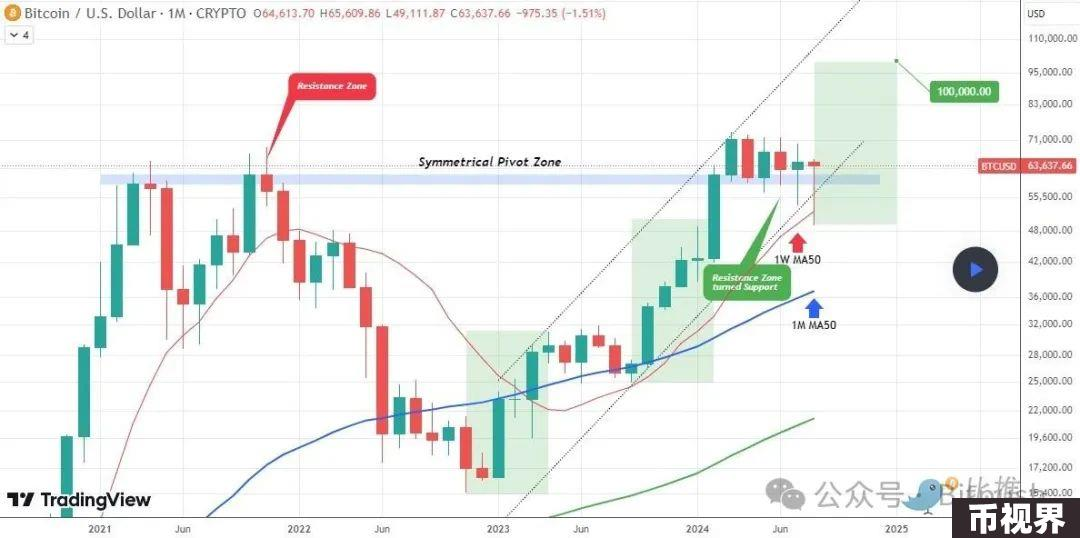 Bitcoin / U.S. Dollar · 1M · CRYPTO O64,613.70 H65,609.86 L49,111.87 C63,637.66 −975.35 (−1.51%)
USD
4
110,000.00
Resistance Zone
95,000.00
100,000.00
83,000.00
71,000.00
Symmetrical Pivot Zone
BTCUSD 63,637.66
55,500.00
48,000.00
1W MA50
42,000.00
Resistance Zone
turned Support
36,000.00
1M MA50
32,000.00
28,000.00
25,000.00
22,000.00
19,600.00
17,200.00
15,400.00
TradingView
公众号
币视界
2021 Jun 2022 Jun 2023 Jun 2024 Jun 2025